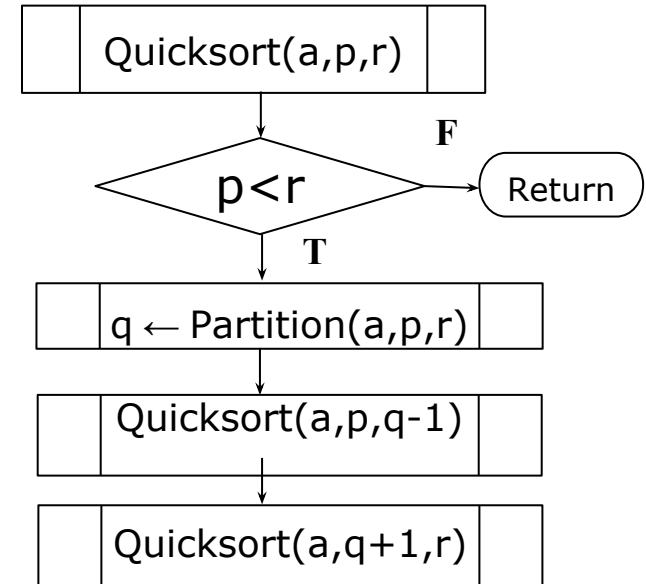 Quicksort(a,p,r)
F
p<r
Return
T
q ← Partition(a,p,r)
Quicksort(a,p,q-1)
Quicksort(a,q+1,r)